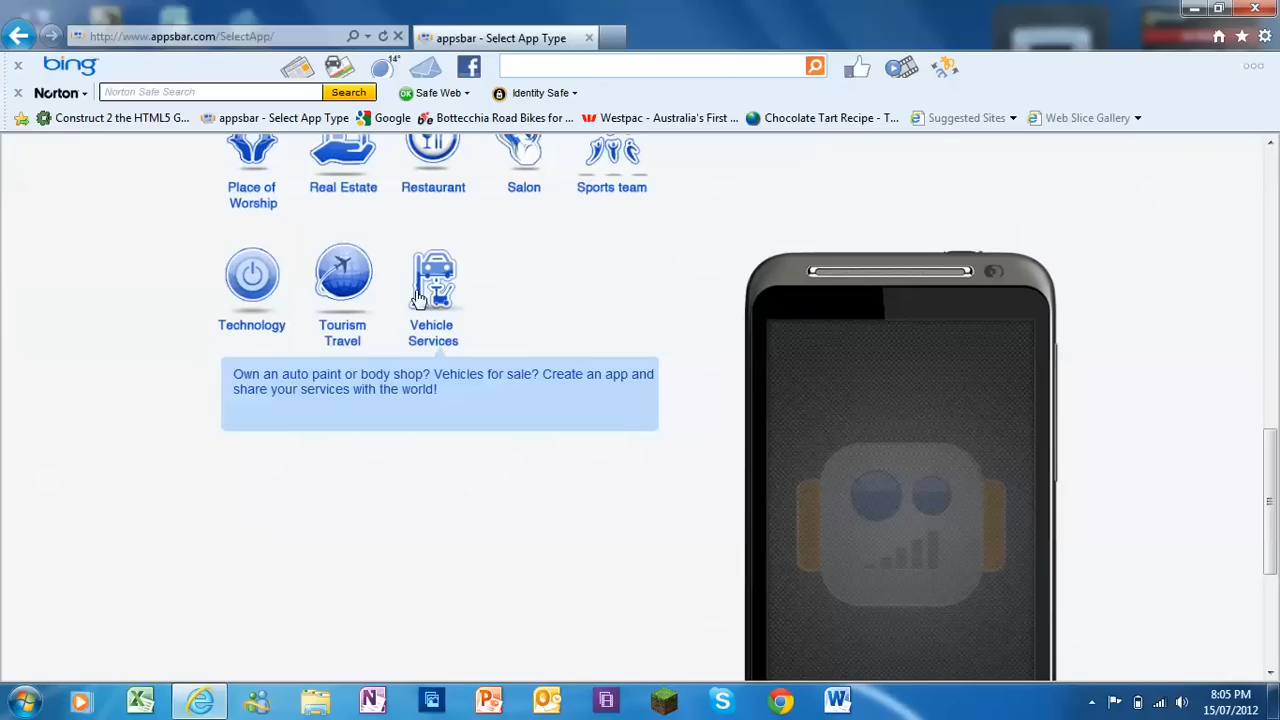 http://www.appsbar.com/SelectApp/
appsbar - Select App Type
bing
14°
Norton
Norton Safe Search
Search
OK
Safe Web
Identity Safe
Construct 2 the HTML5 G...
appsbar - Select App Type
Google
Bottecchia Road Bikes for ...
Westpac - Australia's First ...
Chocolate Tart Recipe - T...
Suggested Sites
Web Slice Gallery
Place of Worship
Real Estate
Restaurant
Salon
Sports team
Technology
Tourism Travel
Vehicle Services
Own an auto paint or body shop? Vehicles for sale? Create an app and
share your services with the world!
8:05 PM
15/07/2012